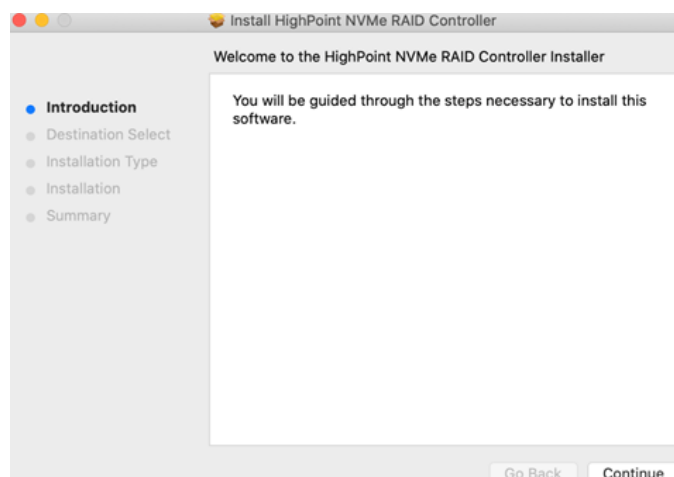 Install HighPoint NVMe RAID Controller
Welcome to the HighPoint NVMe RAID Controller Installer
Introduction
Destination Select
Installation Type
Installation
Summary
You will be guided through the steps necessary to install this
software.
Go Back
Continue